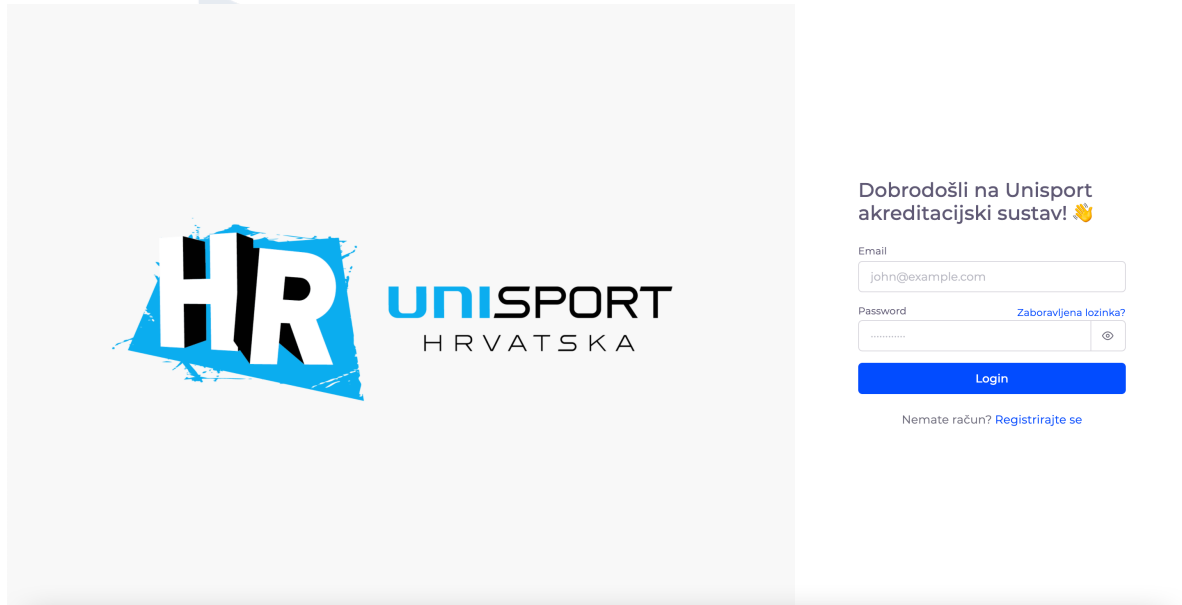 HR
UNISPORT
HRVATSKA
Dobrodošli na Unisport
akreditacijski sustav! 👋
Email
john@example.com
Password
Zaboravljena lozinka?
············
Login
Nemate račun? Registrirajte se